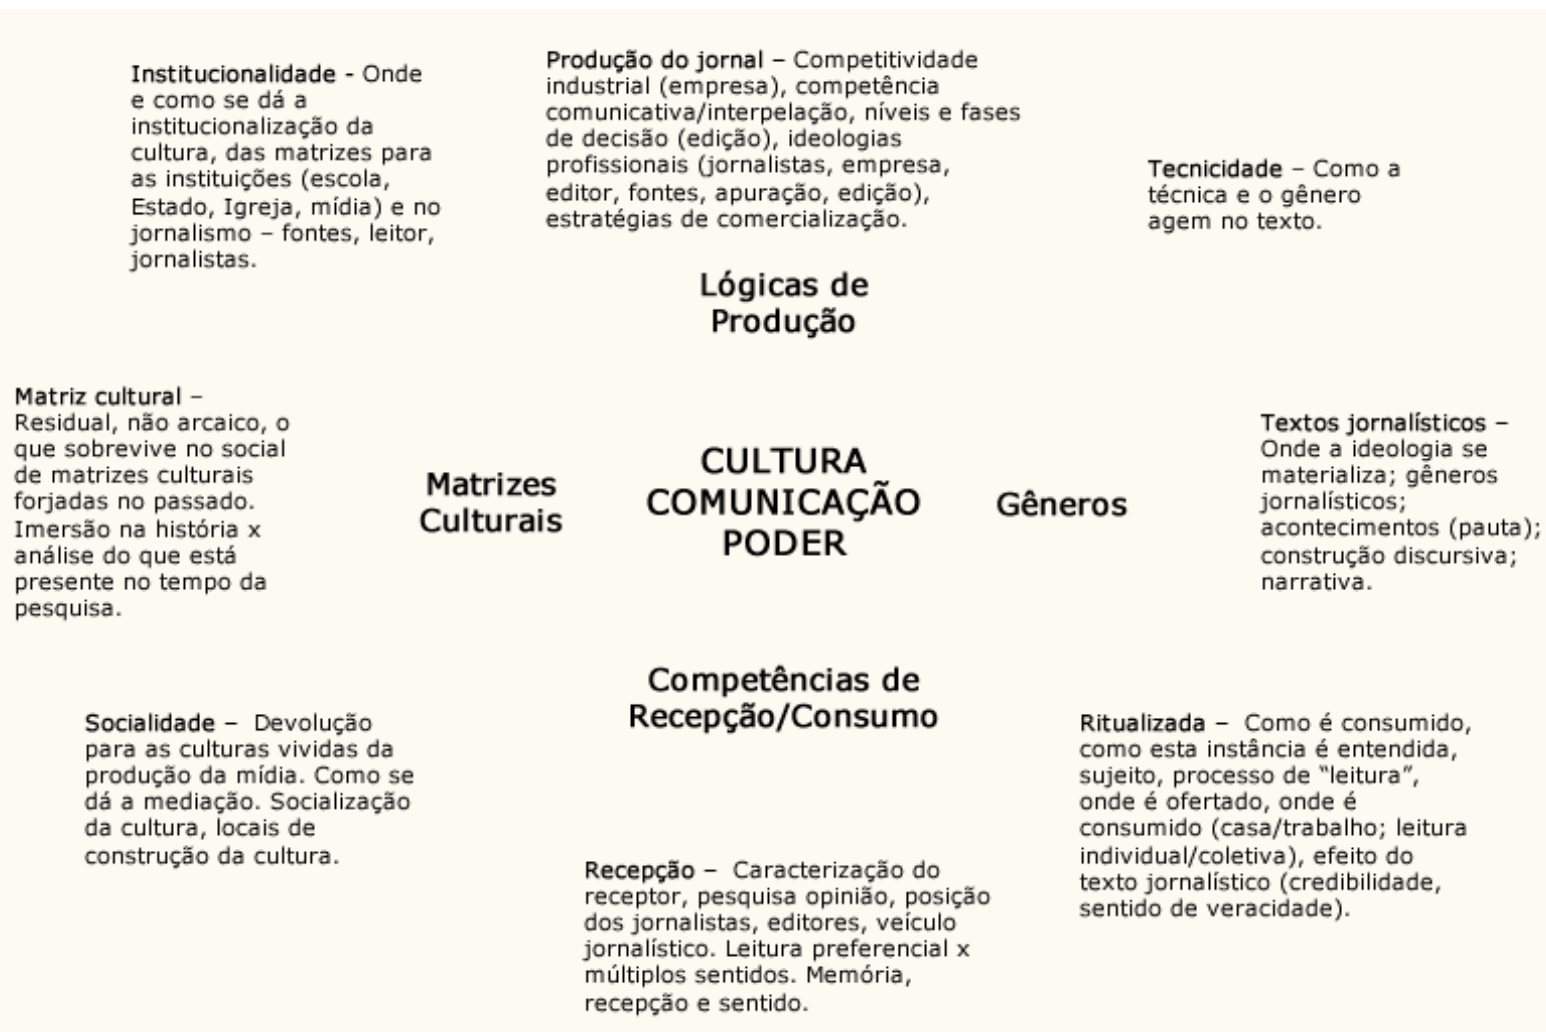 Institucionalidade - Onde
e como se dá a
institucionalização da
cultura, das matrizes para
as instituições (escola,
Estado, Igreja, mídia) e no
jornalismo – fontes, leitor,
jornalistas.
Produção do jornal – Competitividade
industrial (empresa), competência
comunicativa/interpelação, níveis e fases
de decisão (edição), ideologias
profissionais (jornalistas, empresa,
editor, fontes, apuração, edição),
estratégias de comercialização.
Tecnicidade – Como a
técnica e o gênero
agem no texto.
Lógicas de
Produção
Matriz cultural –
Residual, não arcaico, o
que sobrevive no social
de matrizes culturais
forjadas no passado.
Imersão na história x
análise do que está
presente no tempo da
pesquisa.
Matrizes
Culturais
CULTURA
COMUNICAÇÃO
PODER
Gêneros
Textos jornalísticos –
Onde a ideologia se
materializa; gêneros
jornalísticos;
acontecimentos (pauta);
construção discursiva;
narrativa.
Competências de
Recepção/Consumo
Socialidade – Devolução
para as culturas vividas da
produção da mídia. Como se
dá a mediação. Socialização
da cultura, locais de
construção da cultura.
Recepção – Caracterização do
receptor, pesquisa opinião, posição
dos jornalistas, editores, veículo
jornalístico. Leitura preferencial x
múltiplos sentidos. Memória,
recepção e sentido.
Ritualizada – Como é consumido,
como esta instância é entendida,
sujeito, processo de “leitura”,
onde é ofertado, onde é
consumido (casa/trabalho; leitura
individual/coletiva), efeito do
texto jornalístico (credibilidade,
sentido de veracidade).